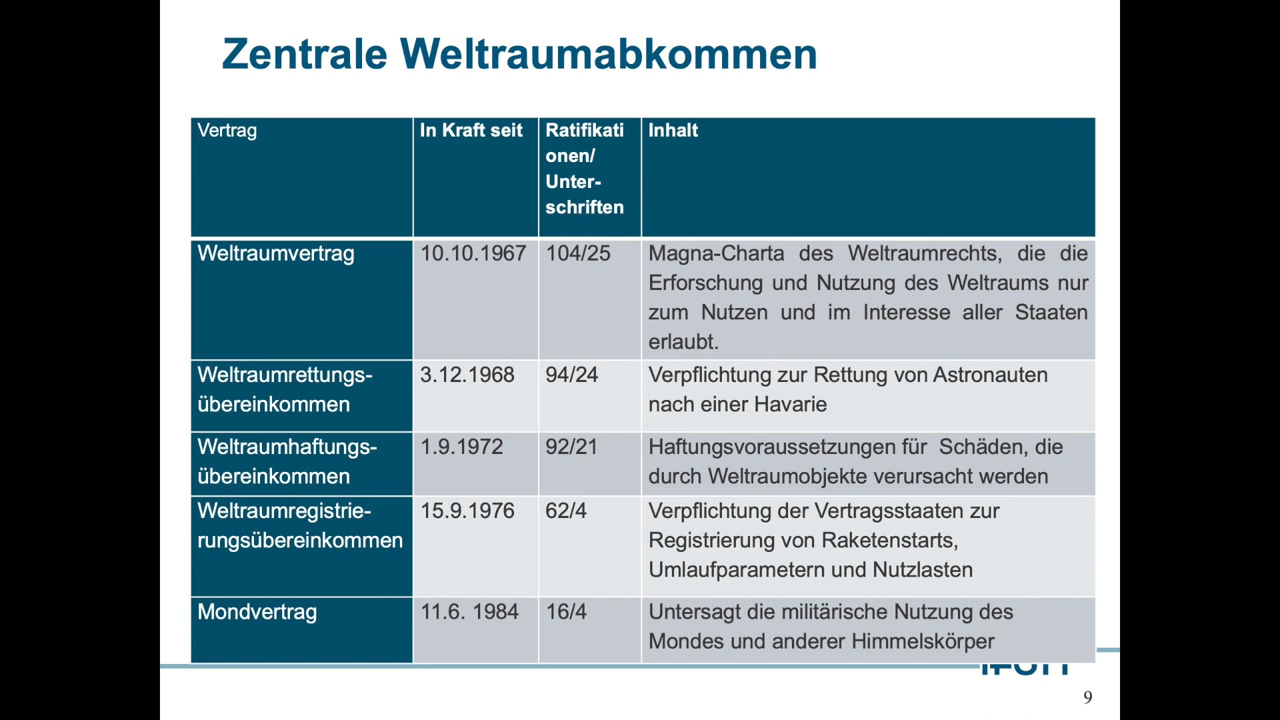 Zentrale Weltraumabkommen
Vertrag
In Kraft seit
Ratifikati
onen/
Unter-
schriften
Inhalt
Weltraumvertrag
10.10.1967
104/25
Magna-Charta des Weltraumrechts, die die
Erforschung und Nutzung des Weltraums nur
zum Nutzen und im Interesse aller Staaten
erlaubt.
Weltraumrettungs-
übereinkommen
3.12.1968
94/24
Verpflichtung zur Rettung von Astronauten
nach einer Havarie
Weltraumhaftungs-
übereinkommen
1.9.1972
92/21
Haftungsvoraussetzungen für Schäden, die
durch Weltraumobjekte verursacht werden
Weltraumregistrie-
rungsübereinkommen
15.9.1976
62/4
Verpflichtung der Vertragsstaaten zur
Registrierung von Raketenstarts,
Umlaufparametern und Nutzlasten
Mondvertrag
11.6. 1984
16/4
Untersagt die militärische Nutzung des
Mondes und anderer Himmelskörper
9